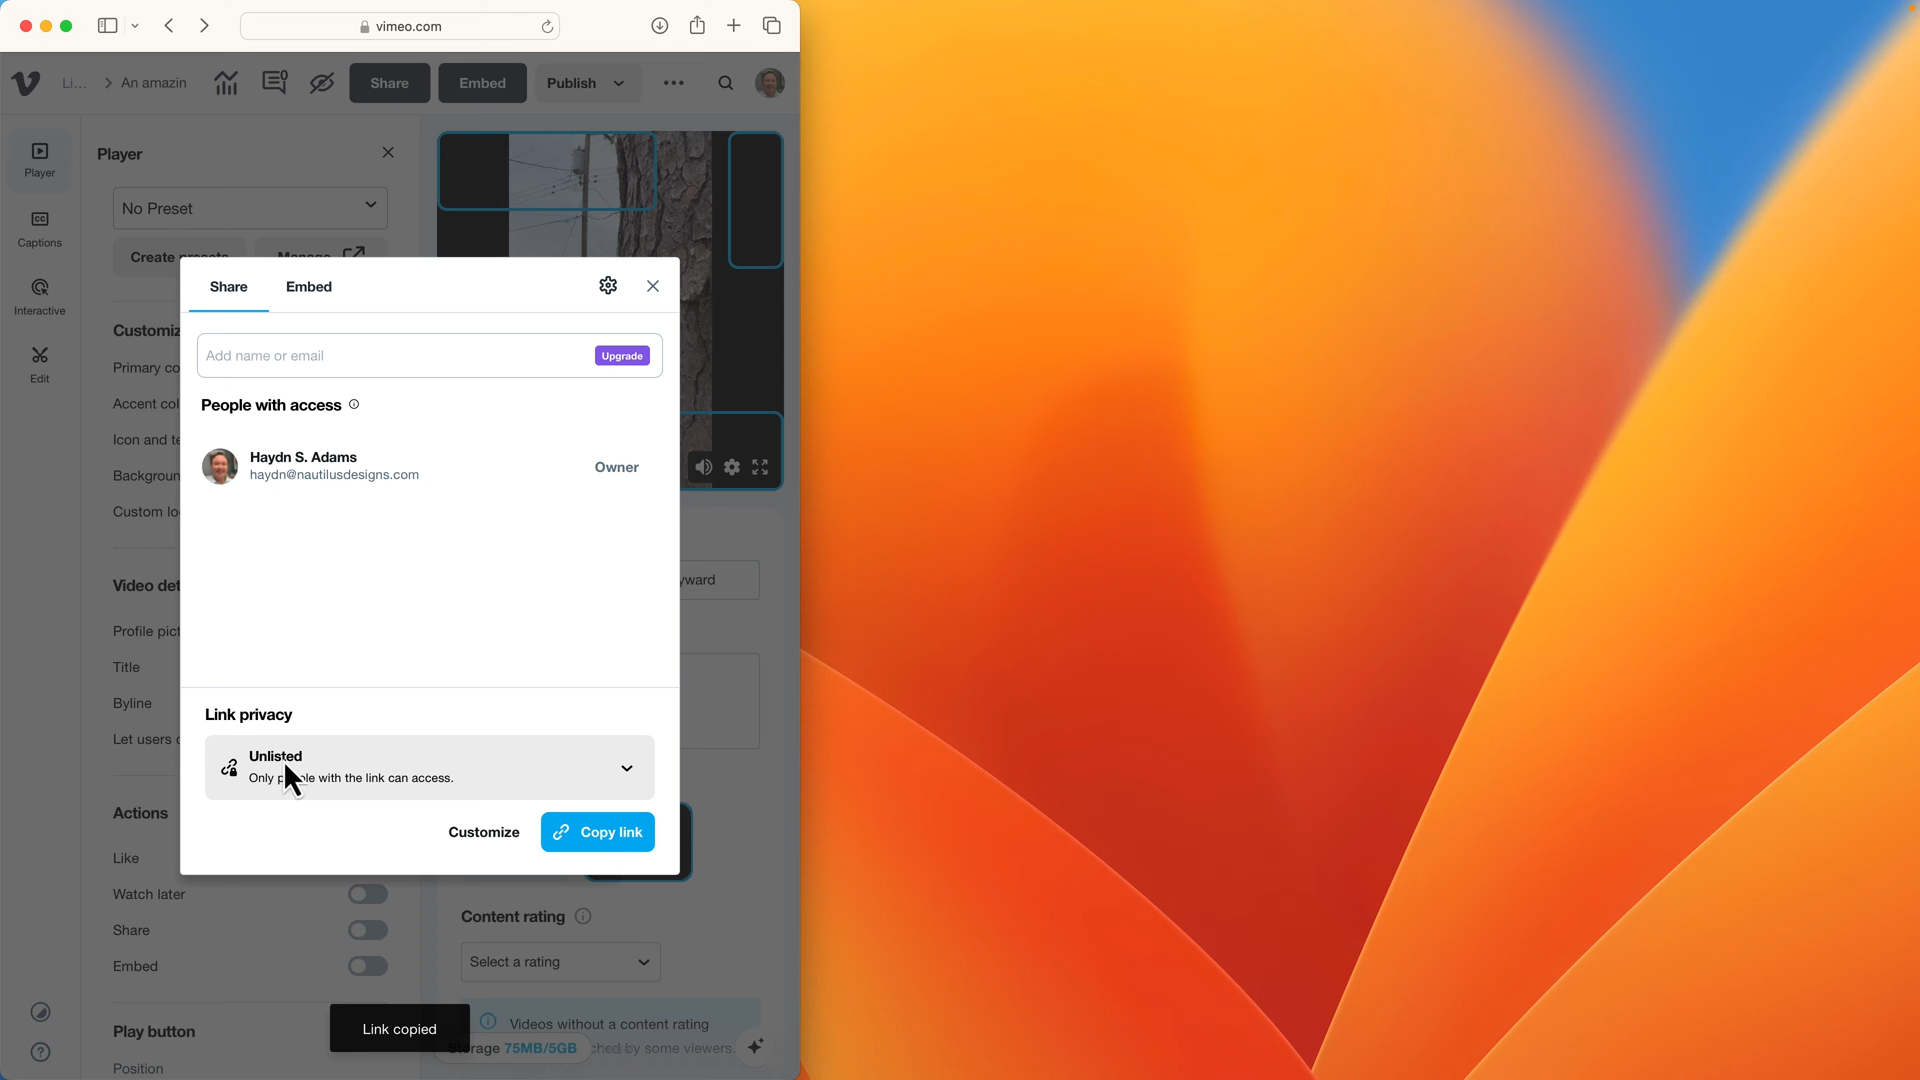 vimeo.com
Li... > An amazin
Share
Embed
Publish
Player
Captions
Interactive
Edit
Player
No Preset
Customiz
Primary co
Accent col
Icon and te
Backgroun
Custom lo
Video det
Profile pict
Title
Byline
Let users c
Actions
Like
Watch later
Share
Embed
Play button
Position
Share
Embed
Add name or email
Upgrade
People with access
Haydn S. Adams
haydn@nautilusdesigns.com
Owner
Link privacy
Unlisted
Only people with the link can access.
Customize
Copy link
yward
Content rating
Select a rating
Videos without a content rating
Storage 75MB/5GB
ched by some viewers.
Link copied